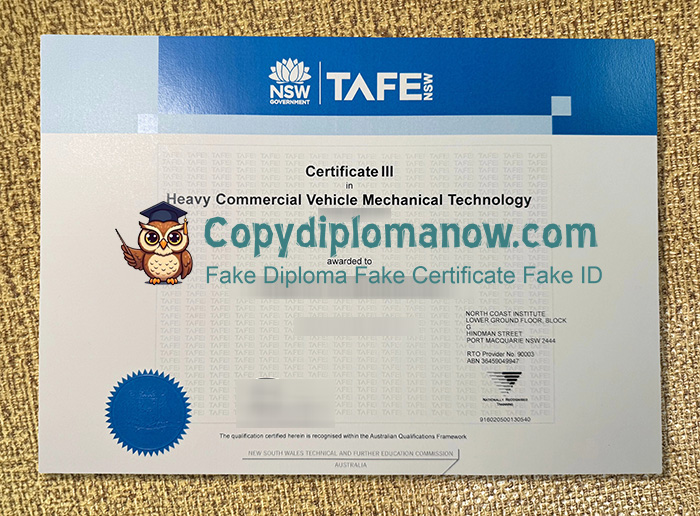 NSW
GOVERNMENT
TAFE NSW
Certificate III
in
Heavy Commercial Vehicle Mechanical Technology
Copydiplomanow.com
awarded to
Fake Diploma Fake Certificate Fake ID
NORTH COAST INSTITUTE
LOWER GROUND FLOOR, BLOCK
G
HINDMAN STREET
PORT MACQUARIE NSW 2444
RTO Provider No. 90003
ABN 36459049947
NATIONALLY RECOGNISED
TRAINING
916020500130540
The qualification certified herein is recognised within the Australian Qualifications Framework
NEW SOUTH WALES TECHNICAL AND FURTHER EDUCATION COMMISSION
AUSTRALIA